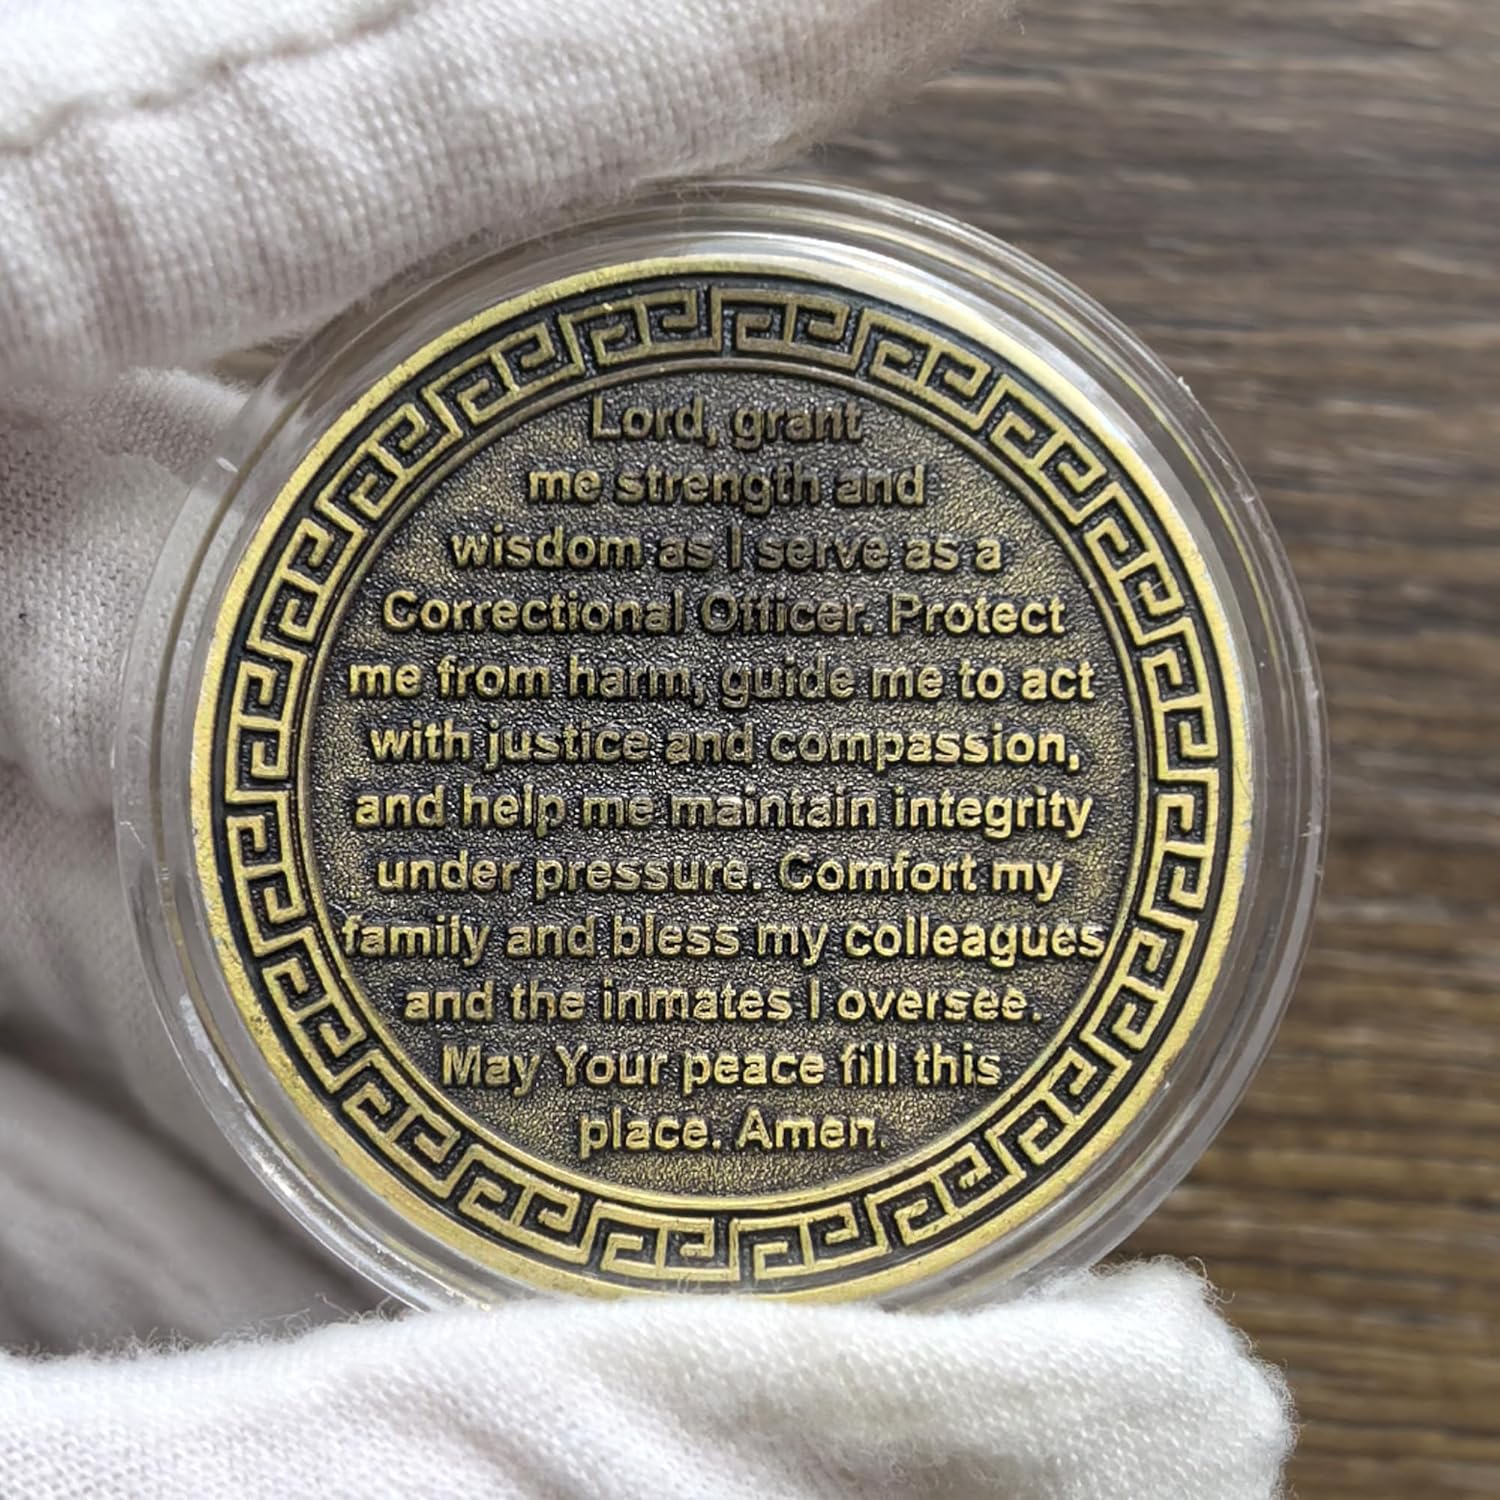 Lord, grant
me strength and
wisdom as I serve as a
Correctional Officer. Protect
me from harm, guide me to act
with justice and compassion,
and help me maintain integrity
under pressure. Comfort my
family and bless my colleagues
and the inmates I oversee.
May Your peace fill this
place. Amen.